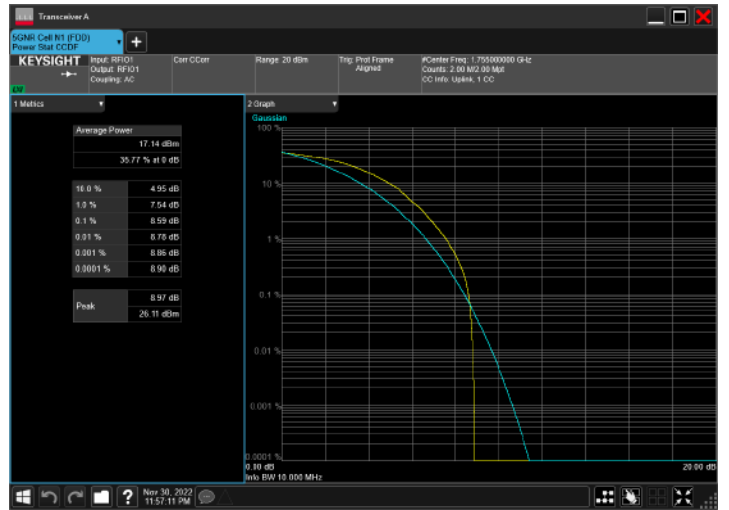 Transceiver A
5GNR Cell N1 (FDD)
Power Stat CCDF
KEYSIGHT
Input: RFIO1
Output: RFIO1
Coupling: AC
Corr CCorr
Range: 20 dBm
Trig: Prot Frame
Aligned
#Center Freq: 1.755000000 GHz
Counts: 2.00 M/2.00 Mpt
CC Info: Uplink, 1 CC
1 Metrics
Average Power
17.14 dBm
35.77 % at 0 dB
10.0 % 4.95 dB
1.0 % 7.54 dB
0.1 % 8.59 dB
0.01 % 8.78 dB
0.001 % 8.86 dB
0.0001 % 8.90 dB
Peak
8.97 dB
26.11 dBm
2 Graph
Gaussian
100 %
10 %
1 %
0.1 %
0.01 %
0.001 %
0.0001 %
0.00 dB
20.00 dB
Info BW 10.000 MHz
Nov 30, 2022
11:57:11 PM